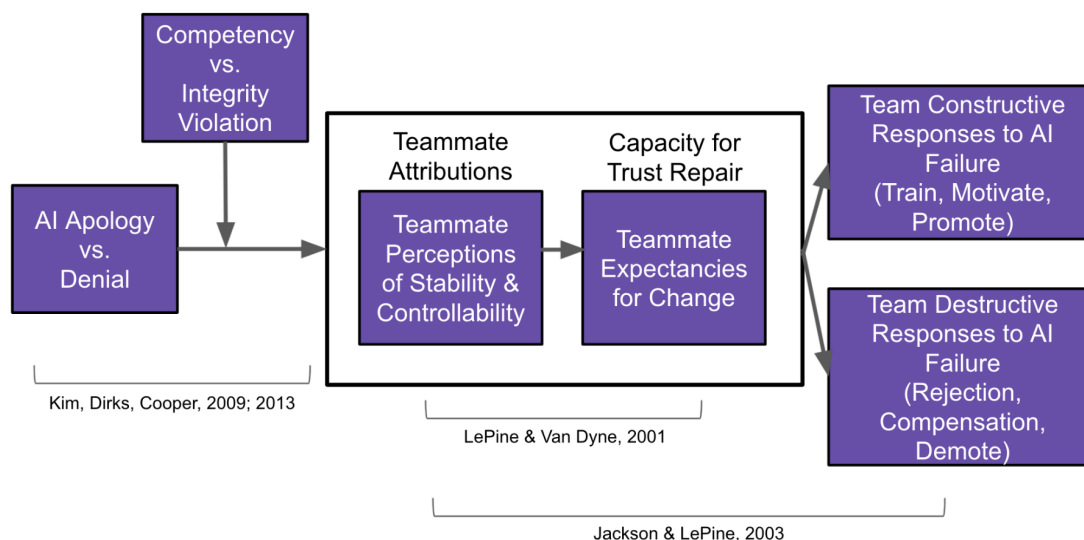 Competency
vs.
Integrity
Violation
AI Apology
vs.
Denial
Teammate
Attributions
Teammate
Perceptions
of Stability &
Controllability
Capacity for
Trust Repair
Teammate
Expectancies
for Change
Team Constructive
Responses to AI
Failure
(Train, Motivate,
Promote)
Team Destructive
Responses to AI
Failure
(Rejection,
Compensation,
Demote)
Kim, Dirks, Cooper, 2009; 2013
LePine & Van Dyne, 2001
Jackson & LePine, 2003